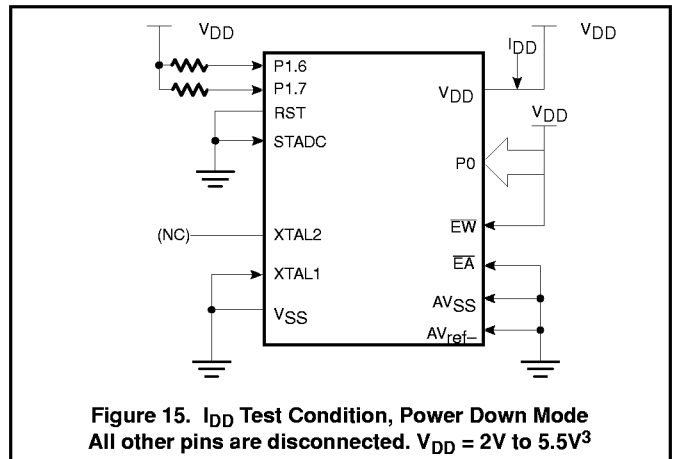 VDD
IDD
VDD
P1.6
P1.7
RST
STADC
VDD
VDD
P0
(NC)
XTAL2
EW
XTAL1
EA
VSS
AVSS
AVref–
Figure 15. IDD Test Condition, Power Down Mode
All other pins are disconnected. VDD = 2V to 5.5V3